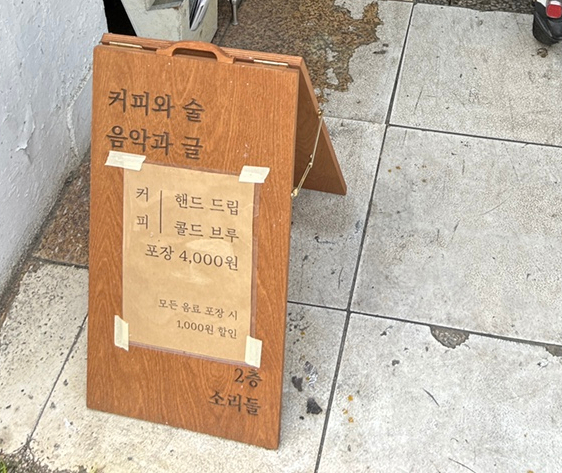 커피와 술
음악과 글
커피 | 핸드 드립
콜드 브루
포장 4,000원
모든 음료 포장 시
1,000원 할인
2층
소리들